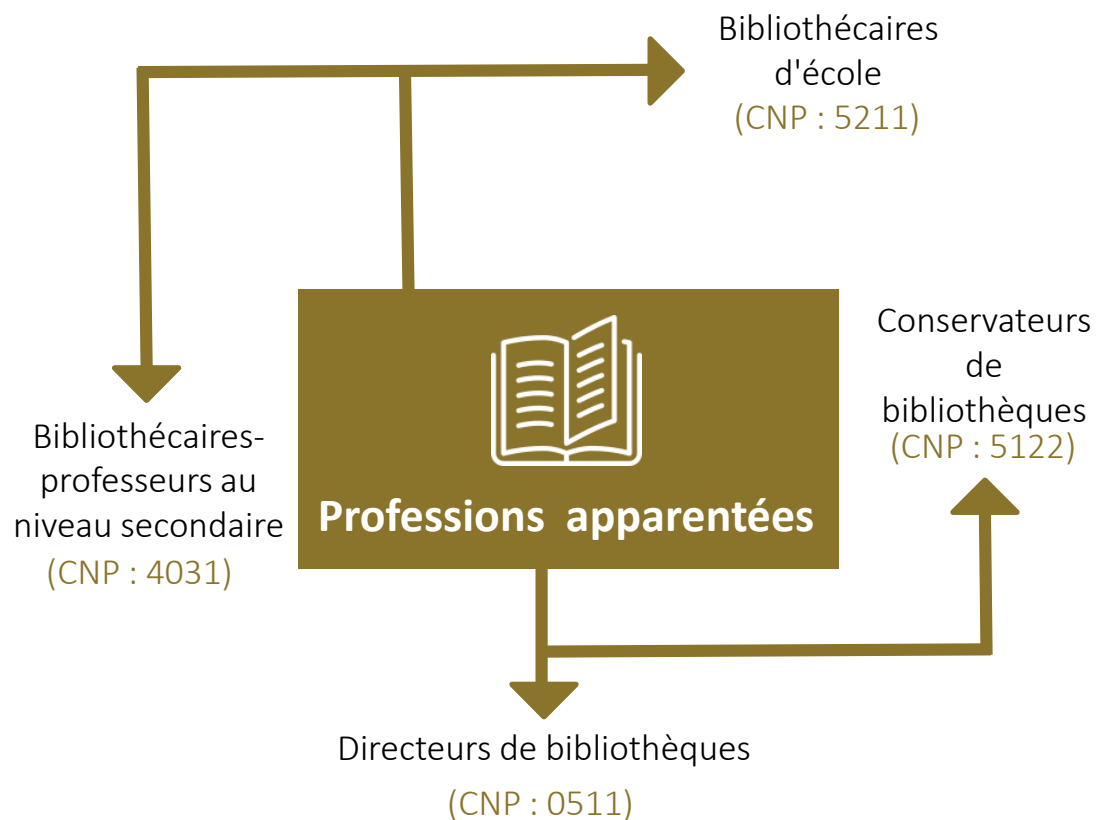 Bibliothécaires
d'école
(CNP : 5211)
Conservateurs
de
bibliothèques
(CNP : 5122)
Bibliothécaires-
professeurs au
niveau secondaire
(CNP : 4031)
Professions apparentées
Directeurs de bibliothèques
(CNP : 0511)